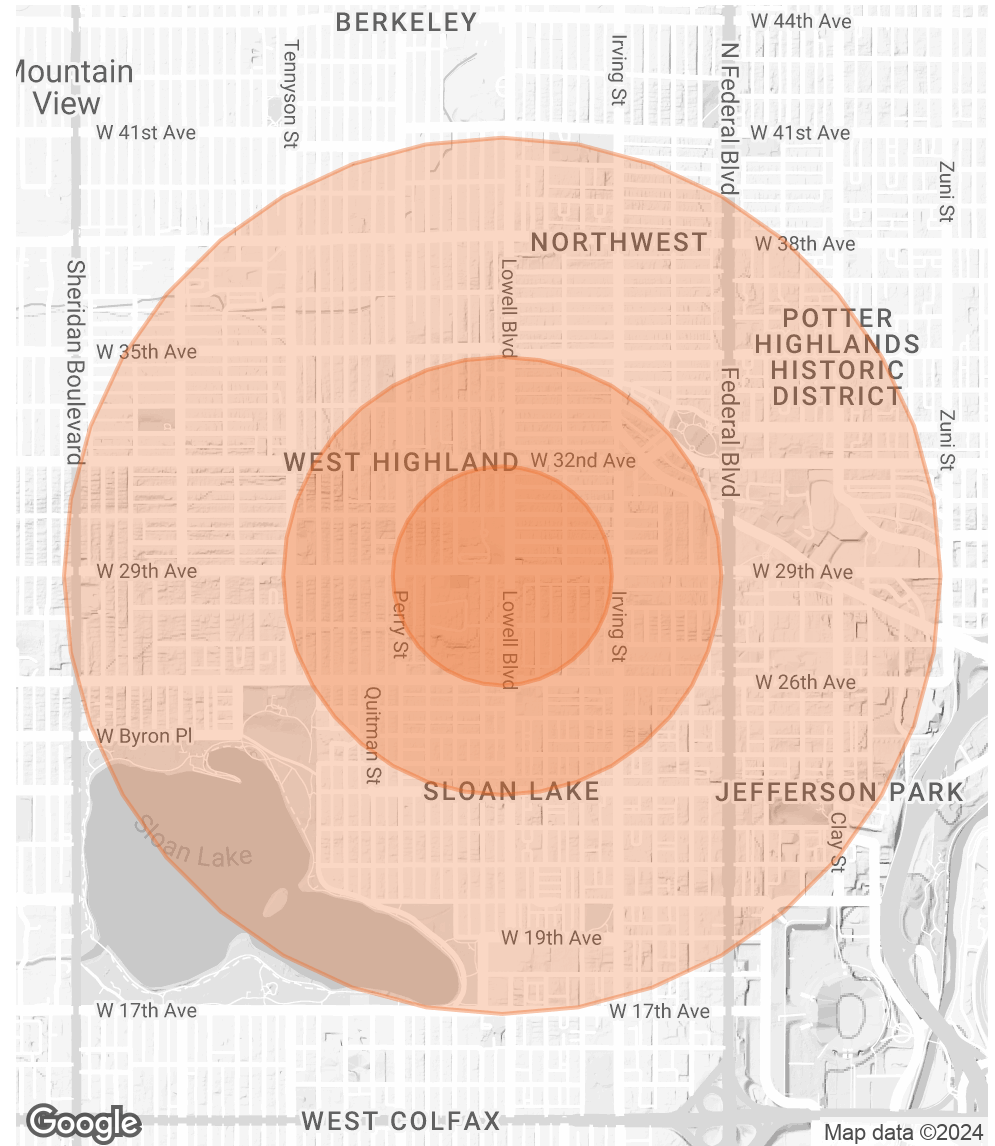 BERKELEY
W 44th Ave
Mountain
View
Tennyson St
Irving St
N Federal Blvd
W 41st Ave
W 41st Ave
Zuni St
NORTHWEST
W 38th Ave
Sheridan Boulevard
Lowell Blvd
POTTER
HIGHLANDS
HISTORIC
DISTRICT
W 35th Ave
Federal Blvd
Zuni St
WEST HIGHLAND
W 32nd Ave
W 29th Ave
W 29th Ave
Perry St
Lowell Blvd
Irving St
W 26th Ave
Quitman St
W Byron Pl
SLOAN LAKE
JEFFERSON PARK
Sloan Lake
Clay St
W 19th Ave
W 17th Ave
W 17th Ave
Google
WEST COLFAX
Map data ©2024